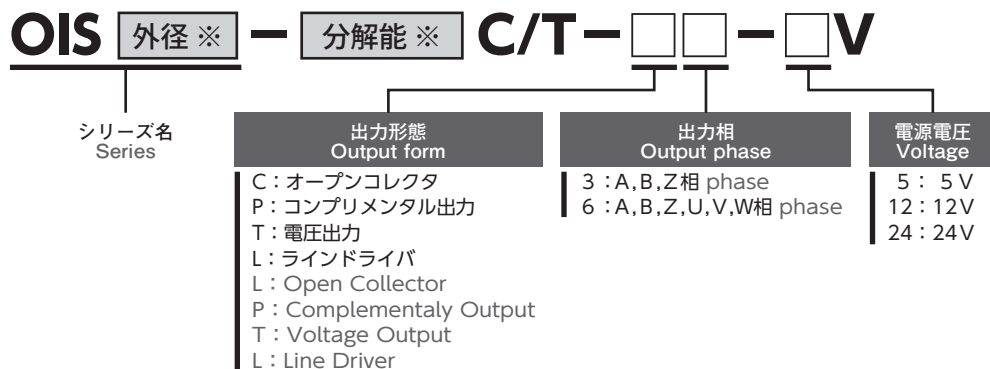 OIS 外径 ※ － 分解能 ※ C/T－□□－□V
シリーズ名
Series
出力形態
Output form
C：オープンコレクタ
P：コンプリメンタル出力
T：電圧出力
L：ラインドライバ
L：Open Collector
P：Complementaly Output
T：Voltage Output
L：Line Driver
出力相
Output phase
3：A,B,Z相 phase
6：A,B,Z,U,V,W相 phase
電源電圧
Voltage
5： 5V
12：12V
24：24V